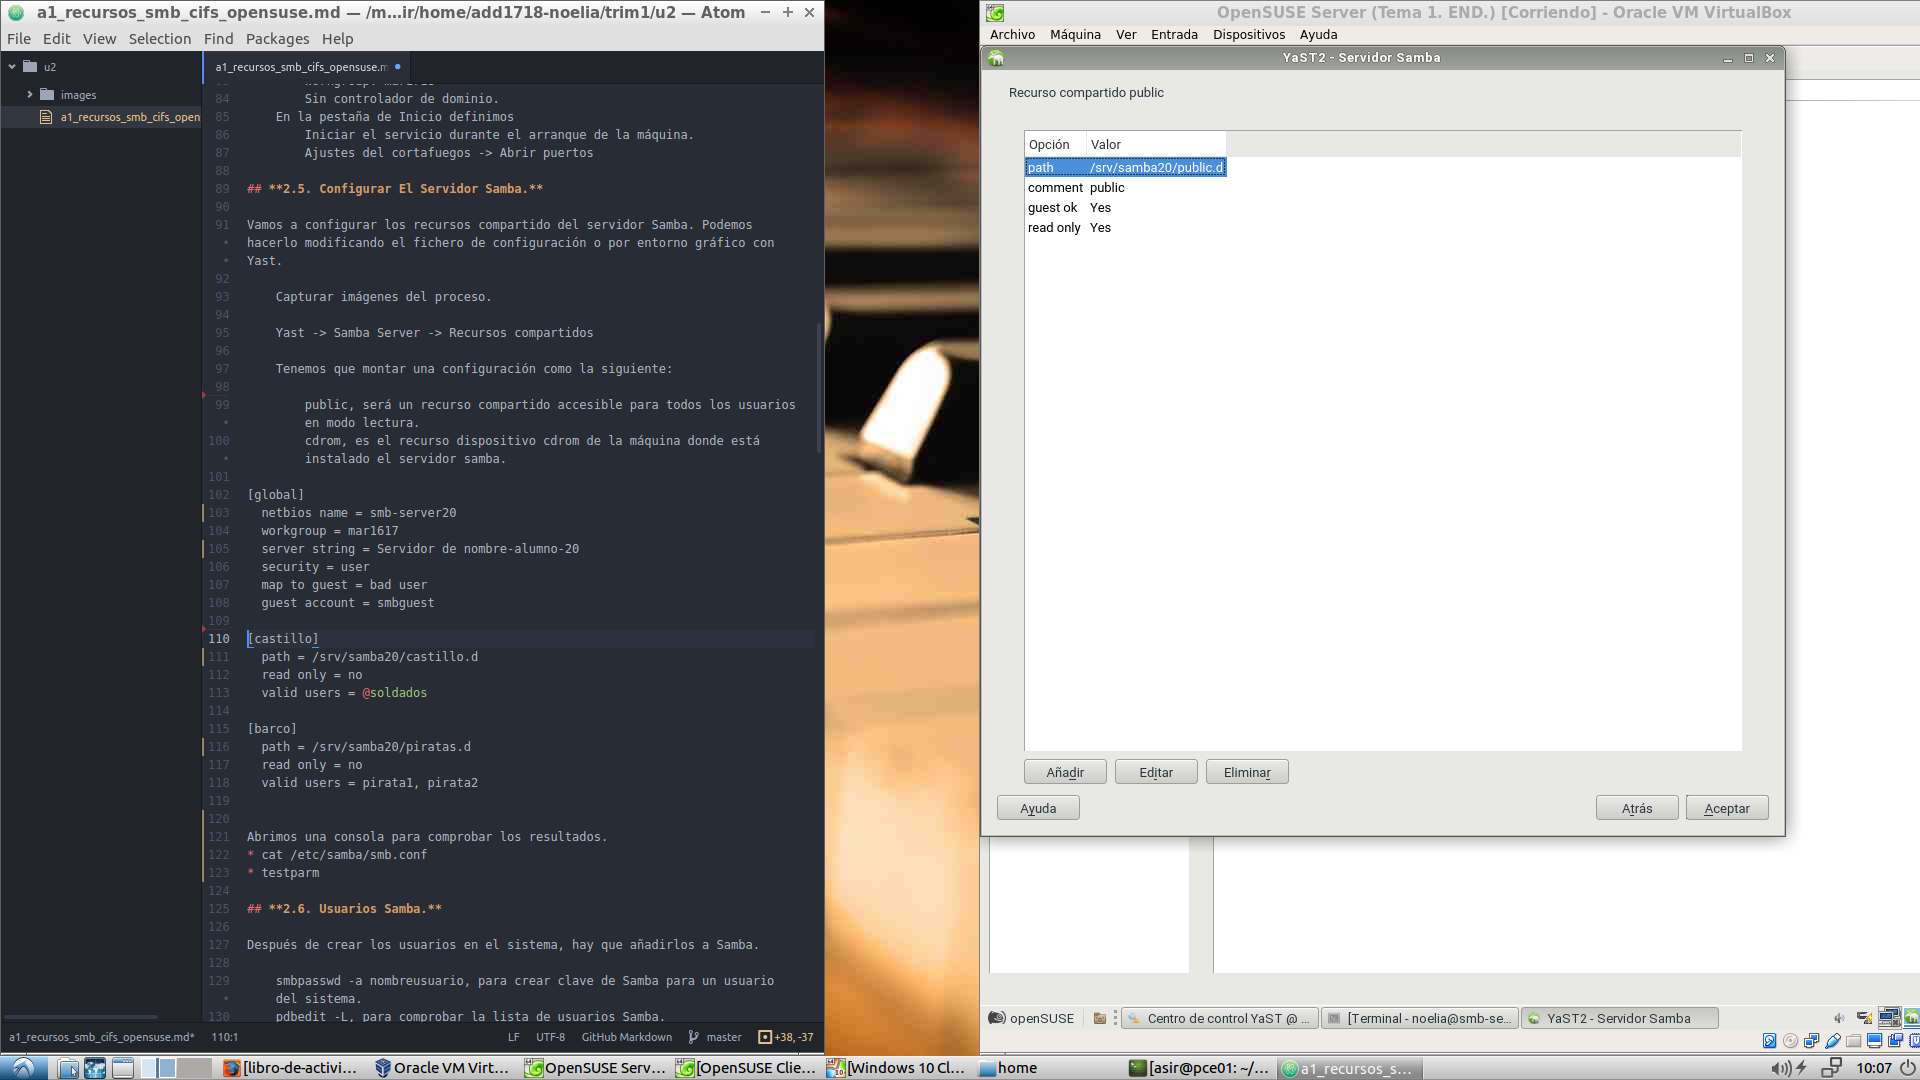 a1_recursos_smb_cifs_opensuse.md — /m...ir/home/add1718-noelia/trim1/u2 — Atom
File Edit View Selection Find Packages Help
u2
images
a1_recursos_smb_cifs_open
a1_recursos_smb_cifs_opensuse.m
84 Sin controlador de dominio.
85 En la pestaña de Inicio definimos
86 Iniciar el servicio durante el arranque de la máquina.
87 Ajustes del cortafuegos -> Abrir puertos
88
89 ## **2.5. Configurar El Servidor Samba.**
90
91 Vamos a configurar los recursos compartido del servidor Samba. Podemos
• hacerlo modificando el fichero de configuración o por entorno gráfico con
• Yast.
92
93 Capturar imágenes del proceso.
94
95 Yast -> Samba Server -> Recursos compartidos
96
97 Tenemos que montar una configuración como la siguiente:
98
99 public, será un recurso compartido accesible para todos los usuarios
• en modo lectura.
100 cdrom, es el recurso dispositivo cdrom de la máquina donde está
• instalado el servidor samba.
101
102 [global]
103 netbios name = smb-server20
104 workgroup = mar1617
105 server string = Servidor de nombre-alumno-20
106 security = user
107 map to guest = bad user
108 guest account = smbguest
109
110 [castillo]
111 path = /srv/samba20/castillo.d
112 read only = no
113 valid users = @soldados
114
115 [barco]
116 path = /srv/samba20/piratas.d
117 read only = no
118 valid users = pirata1, pirata2
119
120
121 Abrimos una consola para comprobar los resultados.
122 * cat /etc/samba/smb.conf
123 * testparm
124
125 ## **2.6. Usuarios Samba.**
126
127 Después de crear los usuarios en el sistema, hay que añadirlos a Samba.
128
129 smbpasswd -a nombreusuario, para crear clave de Samba para un usuario
• del sistema.
130 pdbedit -L, para comprobar la lista de usuarios Samba.
a1_recursos_smb_cifs_opensuse.md* 110:1 LF UTF-8 GitHub Markdown master +38, -37
OpenSUSE Server (Tema 1. END.) [Corriendo] - Oracle VM VirtualBox
Archivo Máquina Ver Entrada Dispositivos Ayuda
YaST2 - Servidor Samba
Recurso compartido public
Opción Valor
path /srv/samba20/public.d
comment public
guest ok Yes
read only Yes
Añadir Editar Eliminar
Ayuda Atrás Aceptar
openSUSE Centro de control YaST @ ... [Terminal - noelia@smb-se... YaST2 - Servidor Samba
[libro-de-activi... Oracle VM Virt... OpenSUSE Serv... [OpenSUSE Clie... [Windows 10 Cl... home [asir@pce01: ~/... a1_recursos_s... 10:07